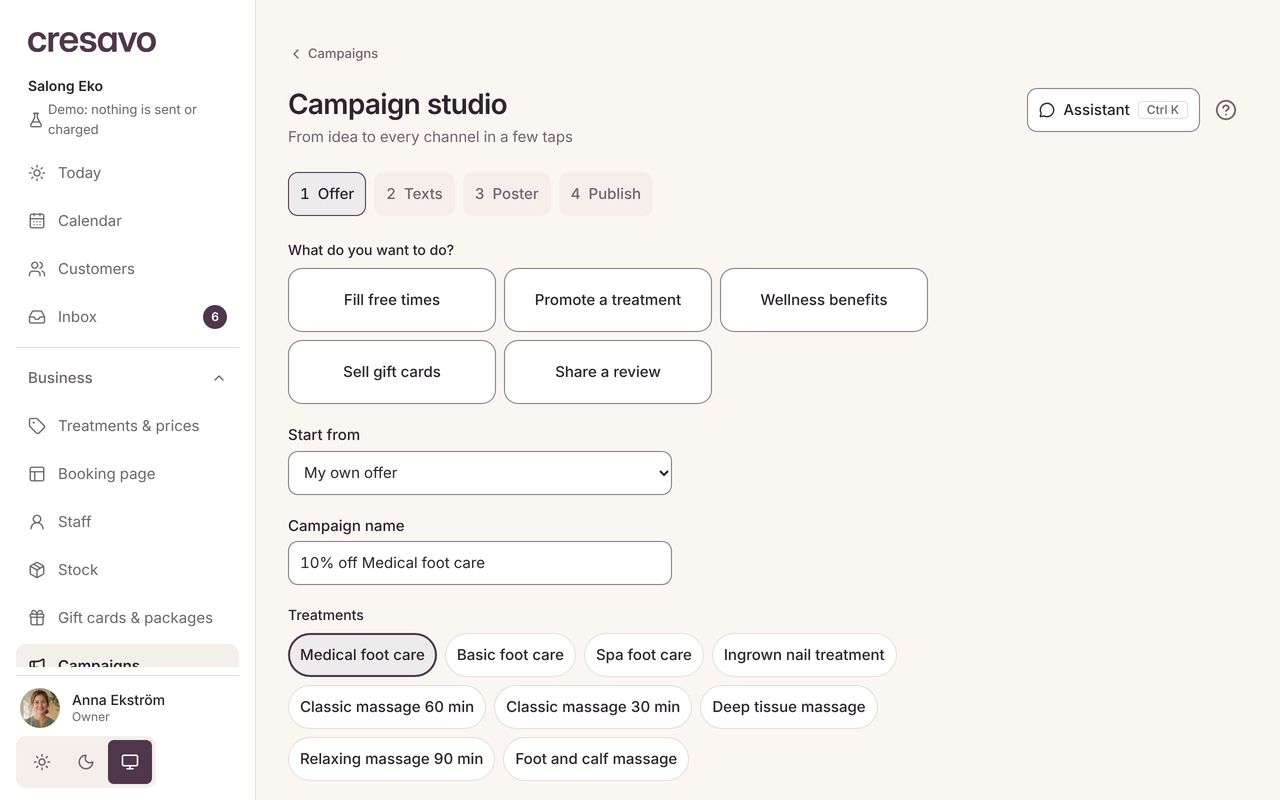 cresavo
Salong Eko
Demo: nothing is sent or
charged
Today
Calendar
Customers
Inbox
6
Business
Treatments & prices
Booking page
Staff
Stock
Gift cards & packages
Campaigns
Anna Ekström
Owner
Campaigns
Campaign studio
From idea to every channel in a few taps
Assistant Ctrl K
1 Offer
2 Texts
3 Poster
4 Publish
What do you want to do?
Fill free times
Promote a treatment
Wellness benefits
Sell gift cards
Share a review
Start from
My own offer
Campaign name
10% off Medical foot care
Treatments
Medical foot care
Basic foot care
Spa foot care
Ingrown nail treatment
Classic massage 60 min
Classic massage 30 min
Deep tissue massage
Relaxing massage 90 min
Foot and calf massage